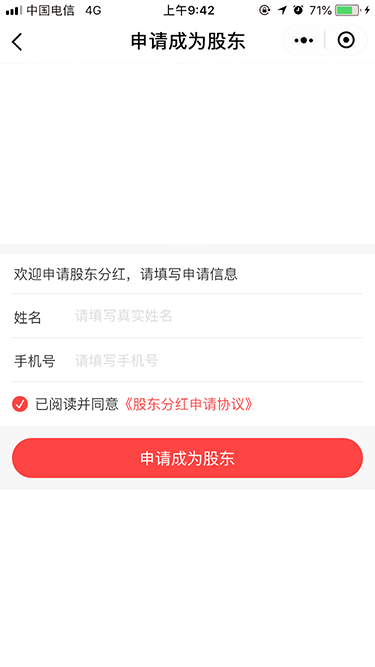 中国电信 4G 上午9:42 71%
申请成为股东
欢迎申请股东分红，请填写申请信息
姓名 请填写真实姓名
手机号 请填写手机号
已阅读并同意《股东分红申请协议》
申请成为股东